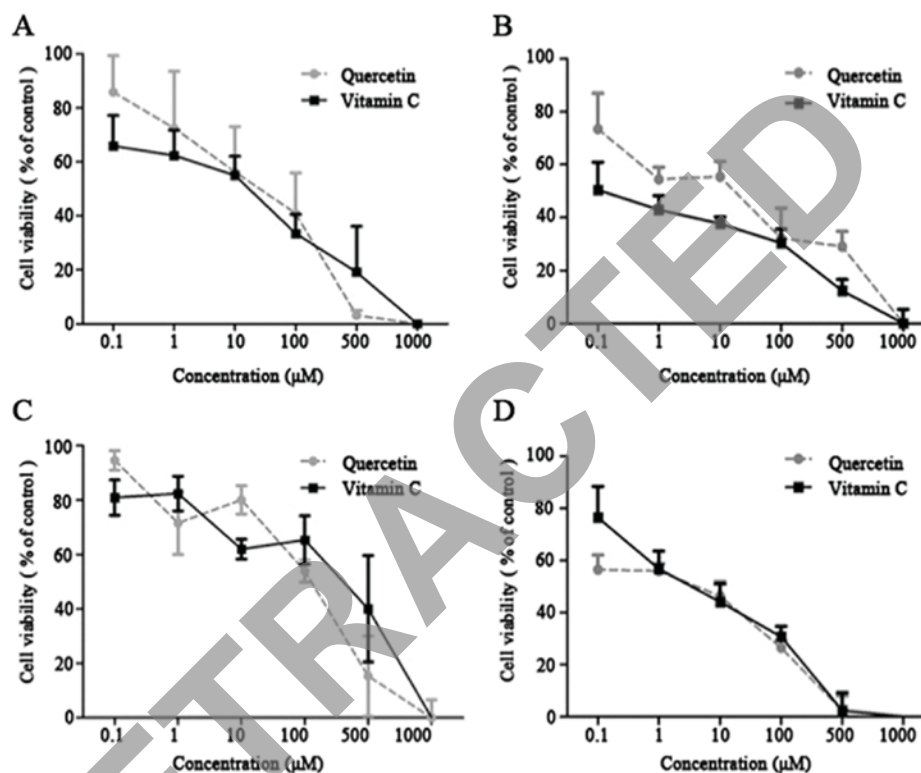 A
B
100
80
60
40
20
0
Cell viability ( % of control )
Quercetin
Vitamin C
0.1 1 10 100 500 1000
Concentration (µM)
100
80
60
40
20
0
Cell viability ( % of control )
Quercetin
Vitamin C
0.1 1 10 100 500 1000
Concentration (µM)
C
D
100
80
60
40
20
0
Cell viability ( % of control )
Quercetin
Vitamin C
0.1 1 10 100 500 1000
Concentration (µM)
100
80
60
40
20
0
Cell viability ( % of control )
Quercetin
Vitamin C
0.1 1 10 100 500 1000
Concentration (µM)
TRACTED